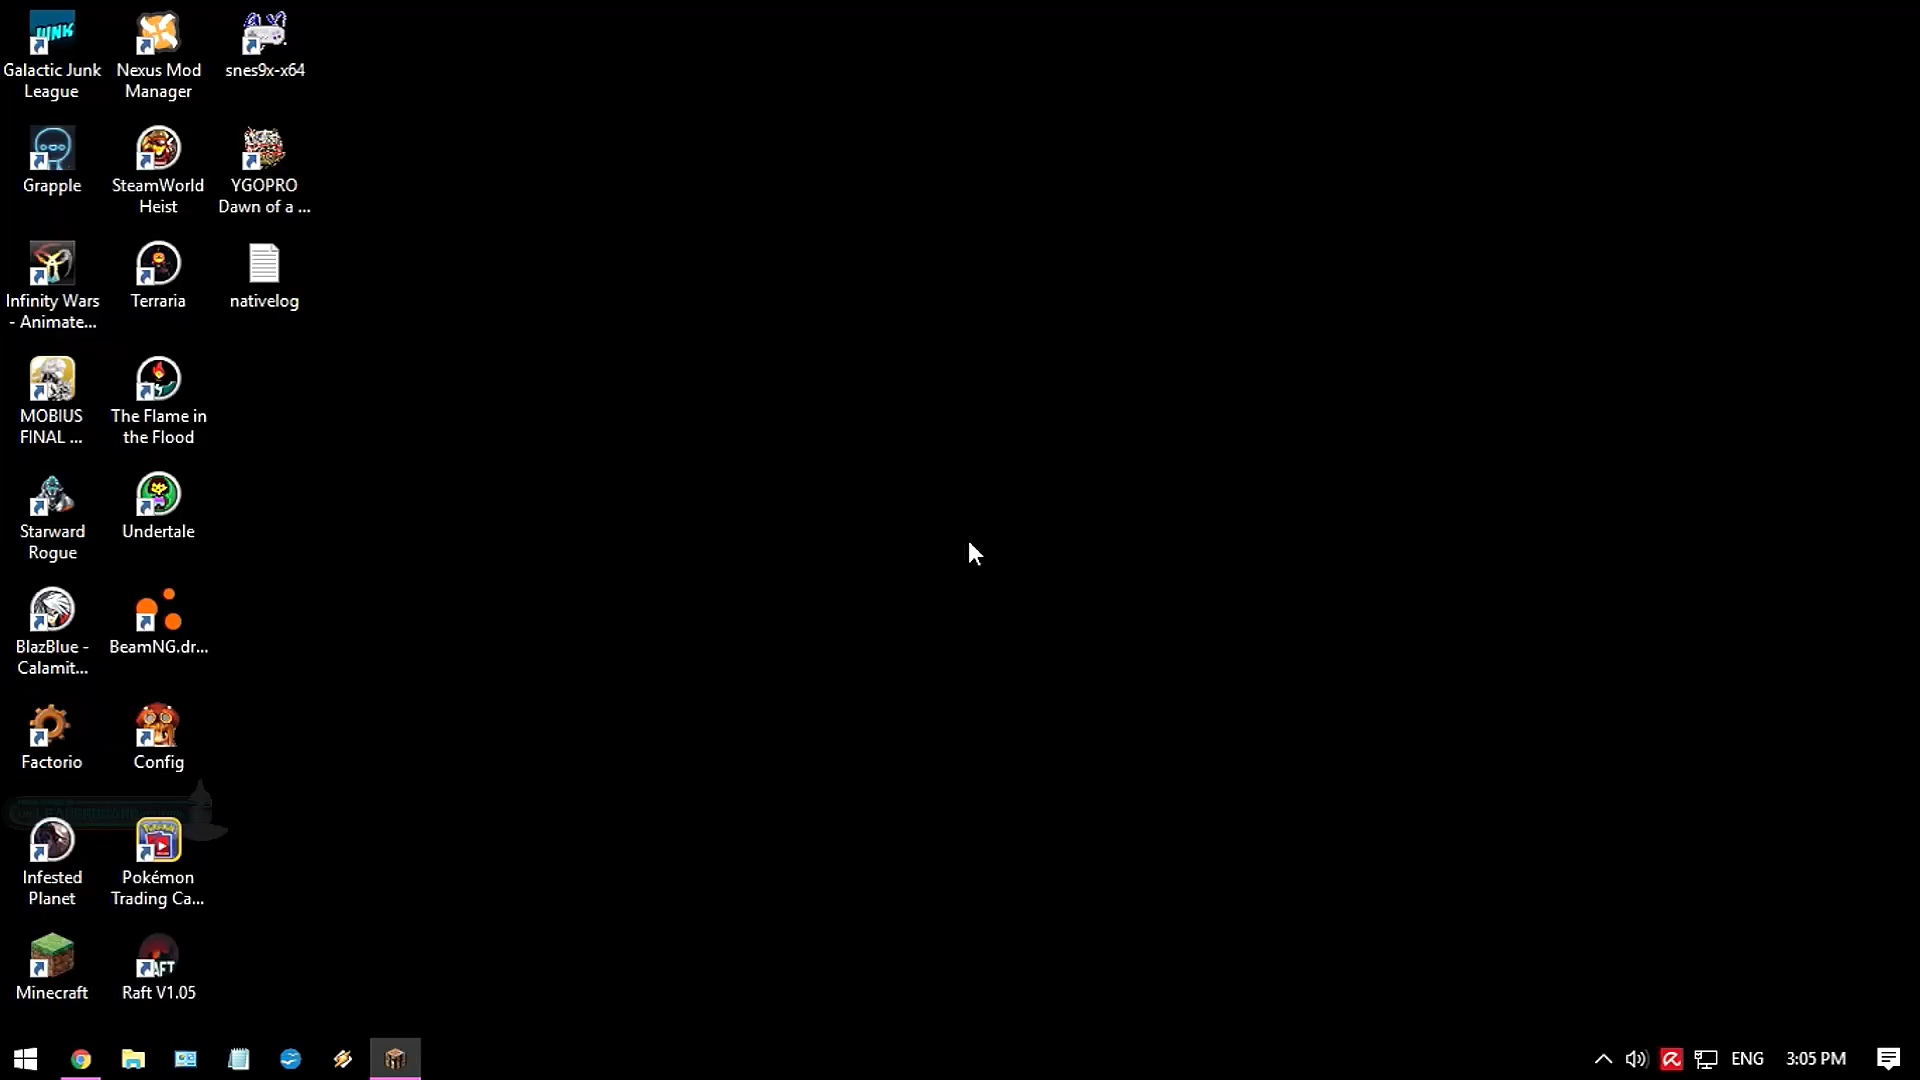 JUNK
Galactic Junk
League
Nexus Mod
Manager
snes9x-x64
Grapple
SteamWorld
Heist
YGOPRO
Dawn of a ...
Infinity Wars
- Animate...
Terraria
nativelog
MOBIUS
FINAL ...
The Flame in
the Flood
Starward
Rogue
Undertale
BlazBlue -
Calamit...
BeamNG.dr...
Factorio
Config
Infested
Planet
Pokémon
Trading Ca...
Minecraft
Raft V1.05
ENG
3:05 PM